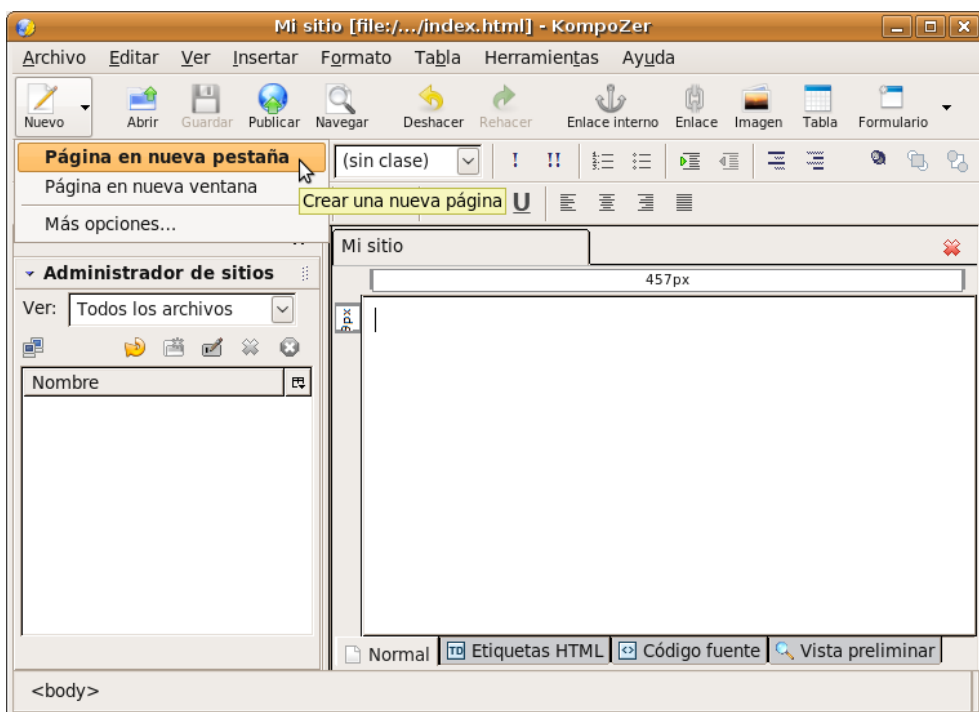 Mi sitio [file:/.../index.html] - KompoZer
Archivo Editar Ver Insertar Formato Tabla Herramientas Ayuda
Nuevo Abrir Guardar Publicar Navegar Deshacer Rehacer Enlace interno Enlace Imagen Tabla Formulario
Página en nueva pestaña
(sin clase) ! !!
Página en nueva ventana
Crear una nueva página U
Más opciones...
Mi sitio
Administrador de sitios
457px
Ver: Todos los archivos
Nombre
Normal TD Etiquetas HTML Código fuente Vista preliminar
<body>